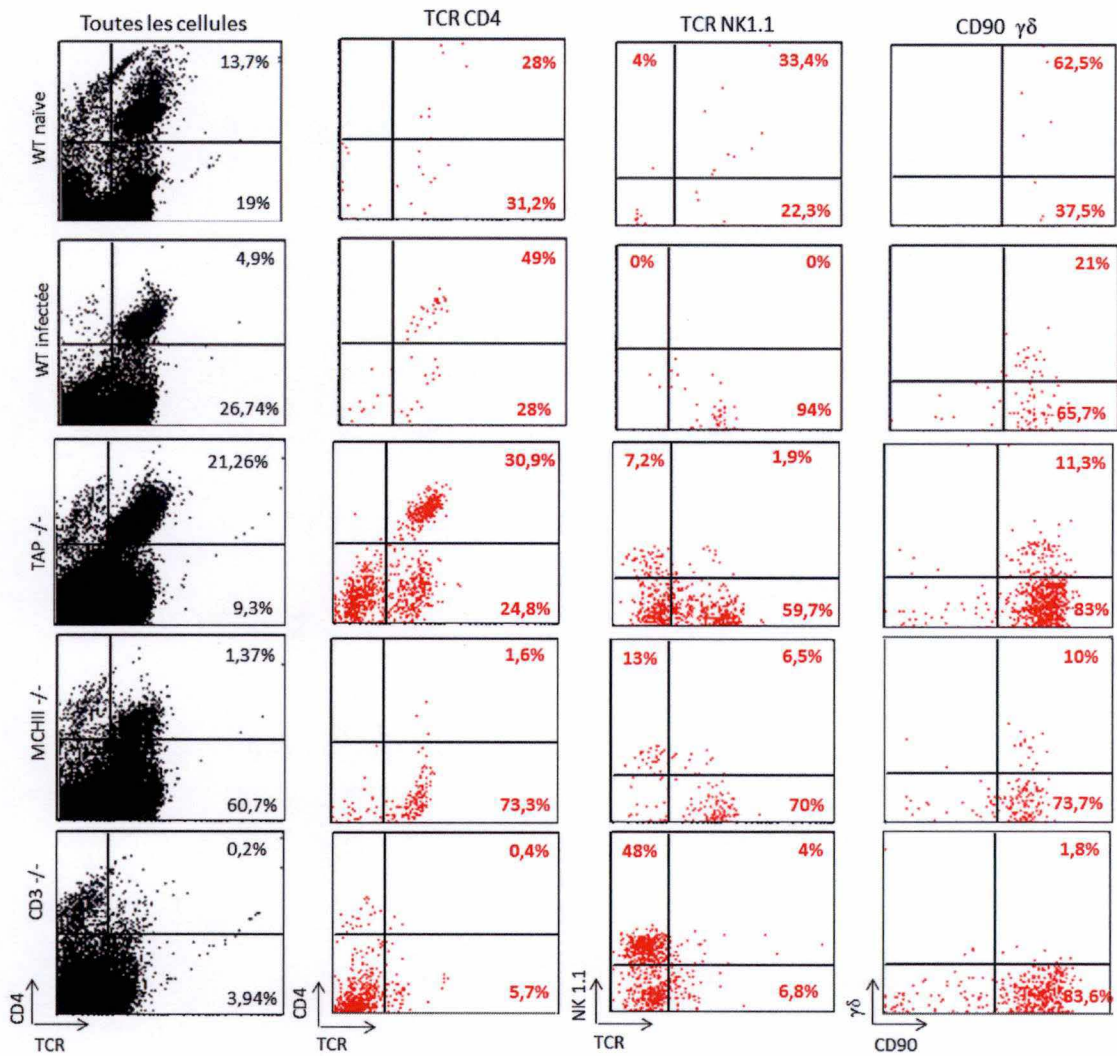 Toutes les cellules TCR CD4 TCR NK1.1 CD90 γδ
WT naïve
13,7% 28% 4% 33,4% 62,5%
19% 31,2% 22,3% 37,5%
WT infectée
4,9% 49% 0% 0% 21%
26,74% 28% 94% 65,7%
TAP -/-
21,26% 30,9% 7,2% 1,9% 11,3%
9,3% 24,8% 59,7% 83%
MCHII -/-
1,37% 1,6% 13% 6,5% 10%
60,7% 73,3% 70% 73,7%
CD3 -/-
0,2% 0,4% 48% 4% 1,8%
3,94% 5,7% 6,8% 83,6%
CD4 CD4 NK 1.1 γδ
TCR TCR TCR CD90